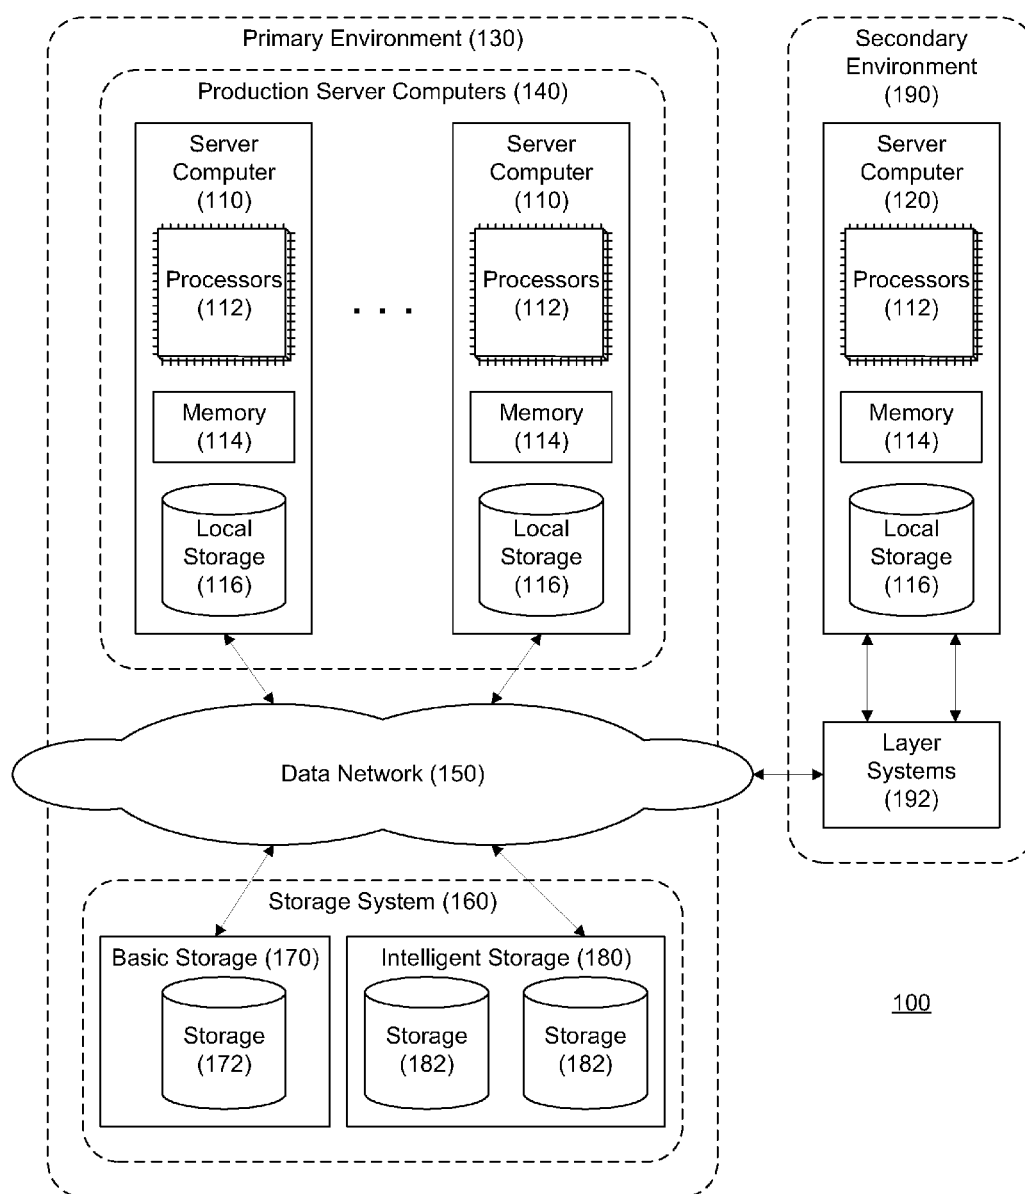 Primary Environment (130)
Production Server Computers (140)
Server
Computer
(110)
Processors
(112)
Memory
(114)
Local
Storage
(116)
. . .
Server
Computer
(110)
Processors
(112)
Memory
(114)
Local
Storage
(116)
Secondary
Environment
(190)
Server
Computer
(120)
Processors
(112)
Memory
(114)
Local
Storage
(116)
Layer
Systems
(192)
Data Network (150)
Storage System (160)
Basic Storage (170)
Storage
(172)
Intelligent Storage (180)
Storage
(182)
Storage
(182)
100